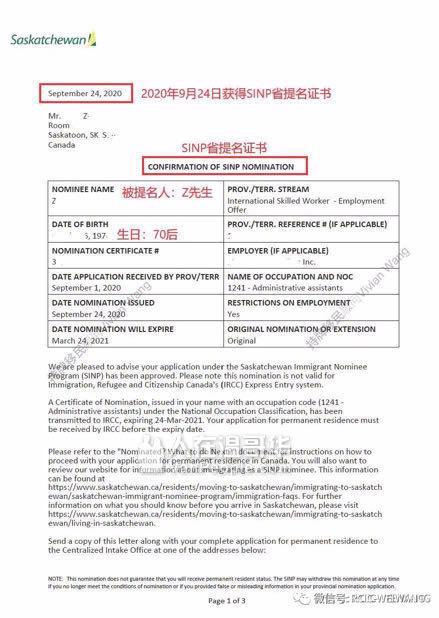 Saskatchewan
September 24, 2020
2020年9月24日获得SINP省提名证书
Mr. Z
Room
Saskatoon, SK S.
Canada
SINP省提名证书
CONFIRMATION OF SINP NOMINATION
NOMINEE NAME
Z
被提名人：Z先生
PROV./TERR. STREAM
International Skilled Worker - Employment
Offer
DATE OF BIRTH
生日：70后
PROV./TERR. REFERENCE # (IF APPLICABLE)
NOMINATION CERTIFICATE #
3
EMPLOYER (IF APPLICABLE)
Inc.
DATE APPLICATION RECEIVED BY PROV/TERR
September 1, 2020
NAME OF OCCUPATION AND NOC
1241 - Administrative assistants
DATE NOMINATION ISSUED
September 24, 2020
RESTRICTIONS ON EMPLOYMENT
Yes
DATE NOMINATION WILL EXPIRE
March 24, 2021
ORIGINAL NOMINATION OR EXTENSION
Original
We are pleased to advise your application under the Saskatchewan Immigrant Nominee
Program (SINP) has been approved. Please note this nomination is not valid for
Immigration, Refugee and Citizenship Canada's (IRCC) Express Entry system.
A Certificate of Nomination, issued in your name with an occupation code (1241 -
Administrative assistants) under the National Occupation Classification, has been
transmitted to IRCC, expiring 24-Mar-2021. Your application for permanent residence must
be received by IRCC before the expiry date.
Please refer to the "Nominated? What to do Next" document for instructions on how to
proceed with your application for permanent residence in Canada. You will also want to
review our website for information about immigrating as a SINP nominee. This information
can be found at
https://www.saskatchewan.ca/residents/moving-to-saskatchewan/immigrating-to-saskatch
ewan/saskatchewan-immigrant-nominee-program/immigration-faqs. For further
information on what you should know before you arrive in Saskatchewan, please visit
https://www.saskatchewan.ca/residents/moving-to-saskatchewan/immigrating-to-saskatch
ewan/living-in-saskatchewan.
Send a copy of this letter along with your complete application for permanent residence to
the Centralized Intake Office at one of the addresses below:
NOTE: This nomination does not guarantee that you will receive permanent resident status. The SINP may withdraw this nomination at any time
if you no longer meet the conditions of nomination or if you provided false or misleading information in your provincial nomination application.
Page 1 of 3
微信号: RCIC-WEIWANG
人在温哥华
Vivian Wang